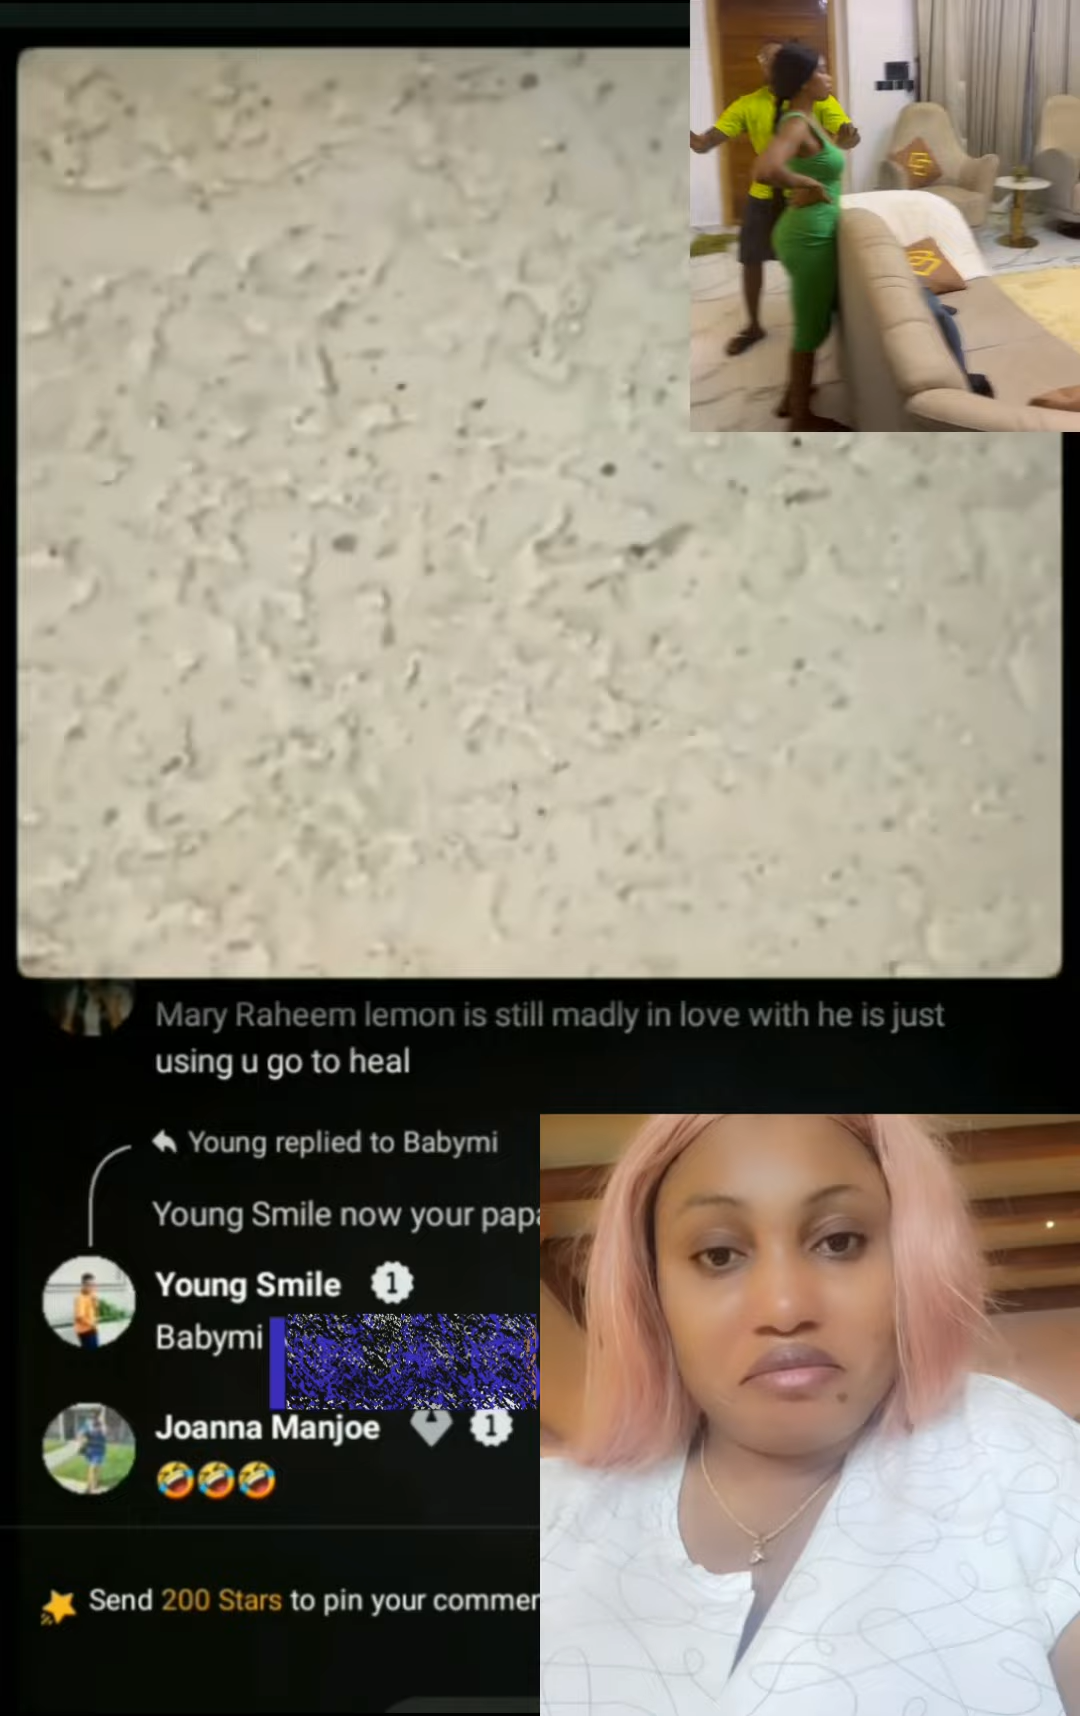 Mary Raheem lemon is still madly in love with he is just
using u go to heal
Young replied to Babymi
Young Smile now your papa
Young Smile 1
Babymi
Joanna Manjoe 1
🤣🤣🤣
Send 200 Stars to pin your commen